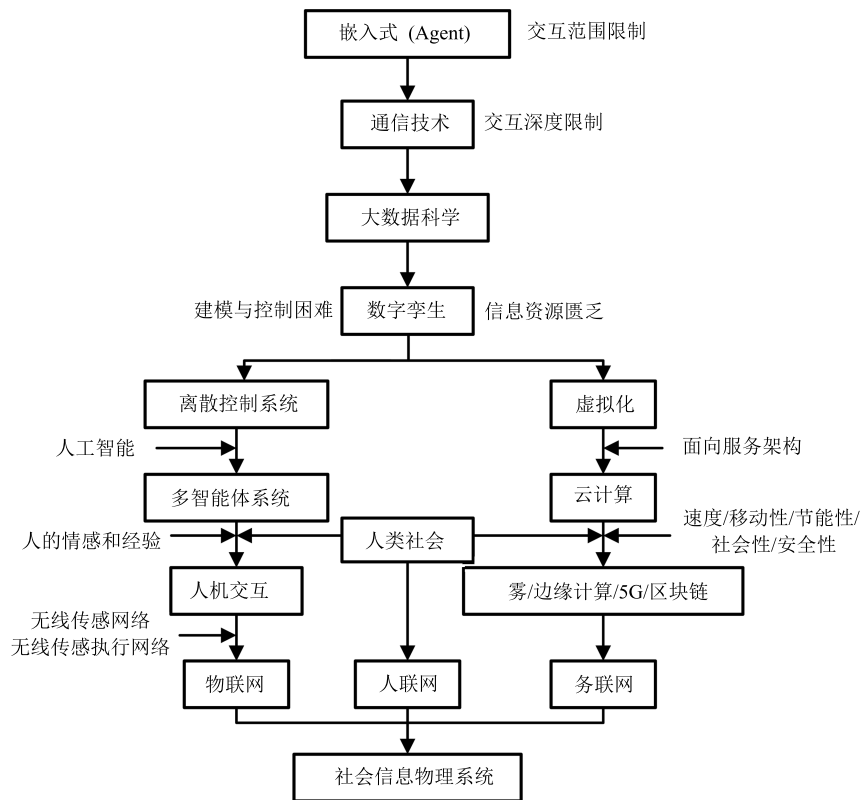 嵌入式 (Agent)
交互范围限制
通信技术
交互深度限制
大数据科学
建模与控制困难
数字孪生
信息资源匮乏
离散控制系统
虚拟化
人工智能
面向服务架构
多智能体系统
云计算
人的情感和经验
人类社会
速度/移动性/节能性/
社会性/安全性
人机交互
雾/边缘计算/5G/区块链
无线传感网络
无线传感执行网络
物联网
人联网
务联网
社会信息物理系统